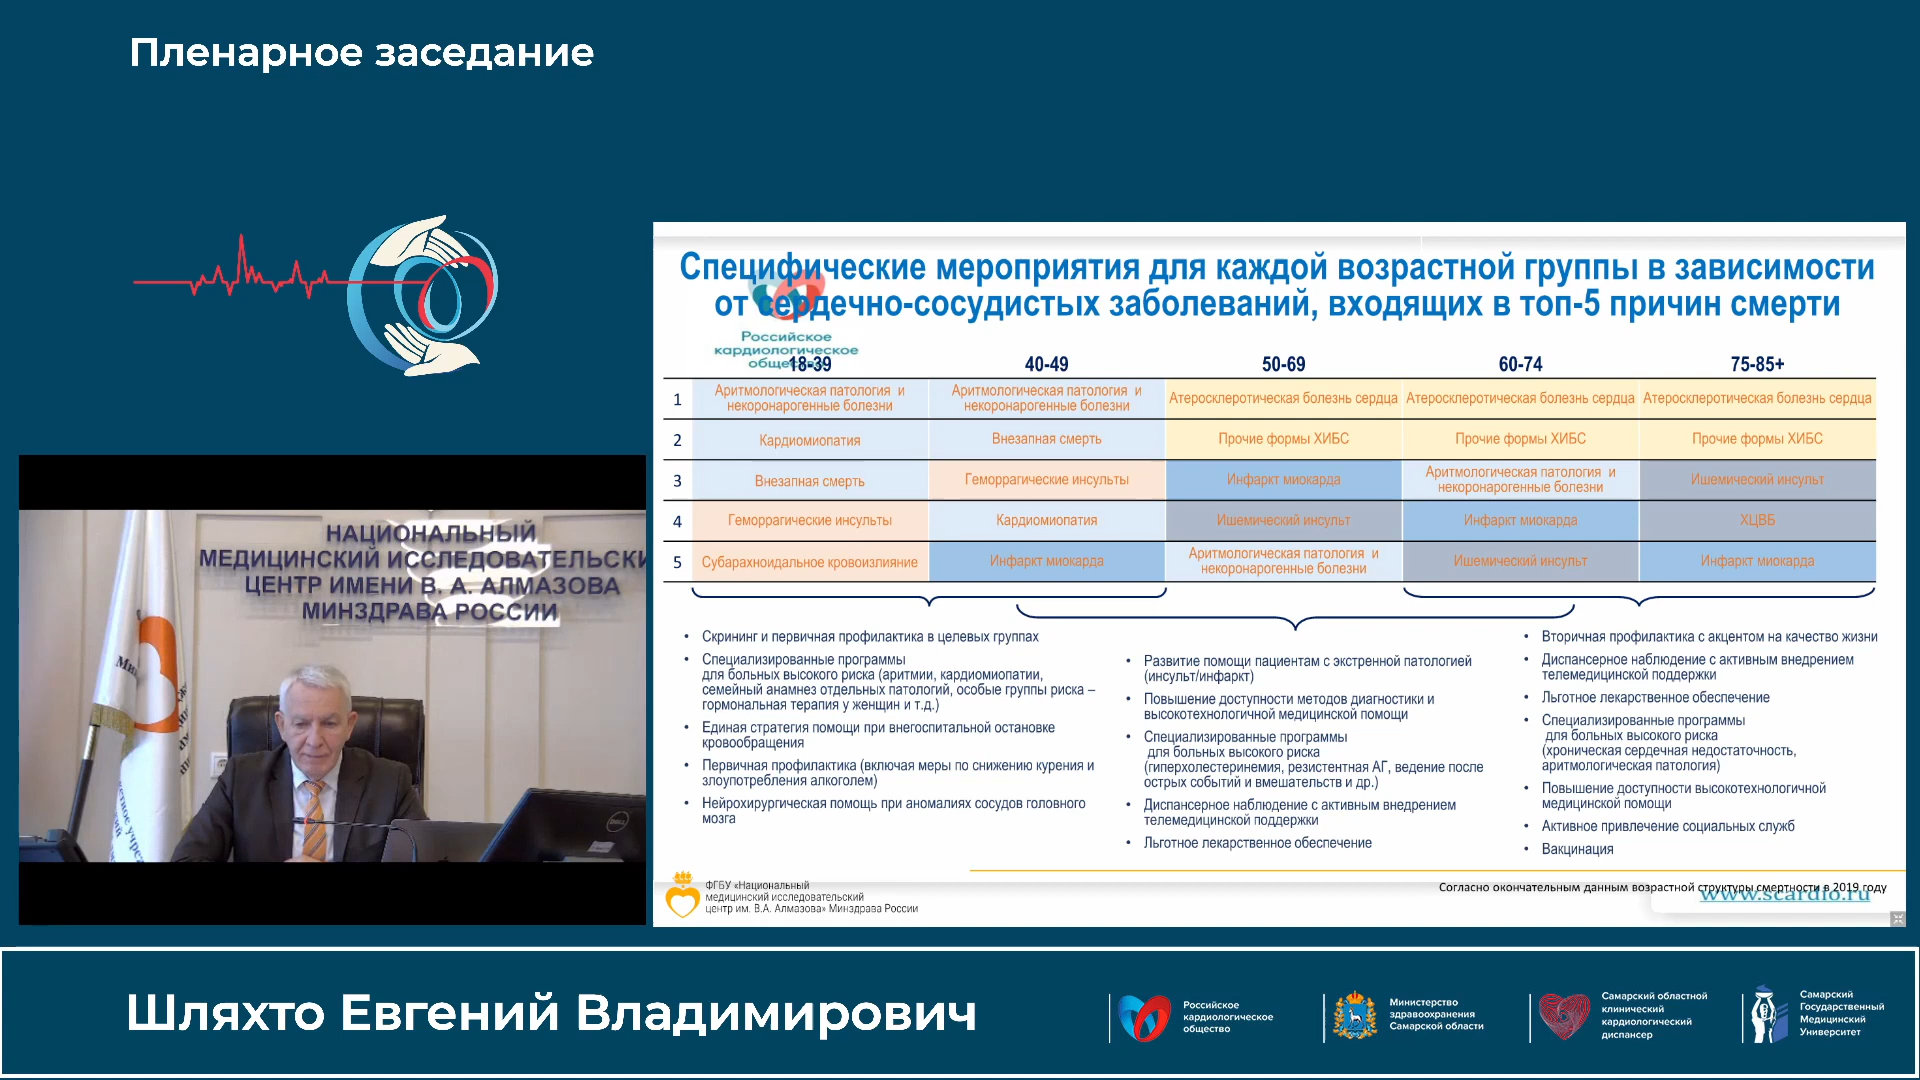 Пленарное заседание
НАЦИОНАЛЬНЫЙ
МЕДИЦИНСКИЙ ИССЛЕДОВАТЕЛЬСКИ
ЦЕНТР ИМЕНИ В. А. АЛМАЗОВА
МИНЗДРАВА РОССИИ
DELL
Специфические мероприятия для каждой возрастной группы в зависимости
от сердечно-сосудистых заболеваний, входящих в топ-5 причин смерти
Российское
кардиологическое
общество
18-39 40-49 50-69 60-74 75-85+
1 Аритмологическая патология и некоронарогенные болезни Аритмологическая патология и некоронарогенные болезни Атеросклеротическая болезнь сердца Атеросклеротическая болезнь сердца Атеросклеротическая болезнь сердца
2 Кардиомиопатия Внезапная смерть Прочие формы ХИБС Прочие формы ХИБС Прочие формы ХИБС
3 Внезапная смерть Геморрагические инсульты Инфаркт миокарда Аритмологическая патология и некоронарогенные болезни Ишемический инсульт
4 Геморрагические инсульты Кардиомиопатия Ишемический инсульт Инфаркт миокарда ХЦВБ
5 Субарахноидальное кровоизлияние Инфаркт миокарда Аритмологическая патология и некоронарогенные болезни Ишемический инсульт Инфаркт миокарда
• Скрининг и первичная профилактика в целевых группах
• Специализированные программы
для больных высокого риска (аритмии, кардиомиопатии,
семейный анамнез отдельных патологий, особые группы риска –
гормональная терапия у женщин и т.д.)
• Единая стратегия помощи при внегоспитальной остановке
кровообращения
• Первичная профилактика (включая меры по снижению курения и
злоупотребления алкоголем)
• Нейрохирургическая помощь при аномалиях сосудов головного
мозга
• Развитие помощи пациентам с экстренной патологией
(инсульт/инфаркт)
• Повышение доступности методов диагностики и
высокотехнологичной медицинской помощи
• Специализированные программы
для больных высокого риска
(гиперхолестеринемия, резистентная АГ, ведение после
острых событий и вмешательств и др.)
• Диспансерное наблюдение с активным внедрением
телемедицинской поддержки
• Льготное лекарственное обеспечение
• Вторичная профилактика с акцентом на качество жизни
• Диспансерное наблюдение с активным внедрением
телемедицинской поддержки
• Льготное лекарственное обеспечение
• Специализированные программы
для больных высокого риска
(хроническая сердечная недостаточность,
аритмологическая патология)
• Повышение доступности высокотехнологичной
медицинской помощи
• Активное привлечение социальных служб
• Вакцинация
ФГБУ «Национальный
медицинский исследовательский
центр им. В.А. Алмазова» Минздрава России
Согласно окончательным данным возрастной структуры смертности в 2019 году
www.scardio.ru
Шляхто Евгений Владимирович
Российское
кардиологическое
общество
Министерство
здравоохранения
Самарской области
Самарский областной
клинический
кардиологический
диспансер
Самарский
Государственный
Медицинский
Университет